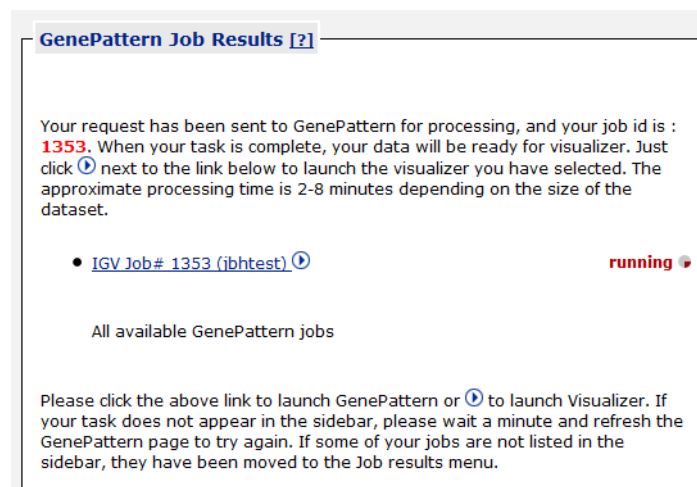 GenePattern Job Results [?]
Your request has been sent to GenePattern for processing, and your job id is :
1353. When your task is complete, your data will be ready for visualizer. Just
click next to the link below to launch the visualizer you have selected. The
approximate processing time is 2-8 minutes depending on the size of the
dataset.
IGV Job# 1353 (jbhtest) running
All available GenePattern jobs
Please click the above link to launch GenePattern or to launch Visualizer. If
your task does not appear in the sidebar, please wait a minute and refresh the
GenePattern page to try again. If some of your jobs are not listed in the
sidebar, they have been moved to the Job results menu.